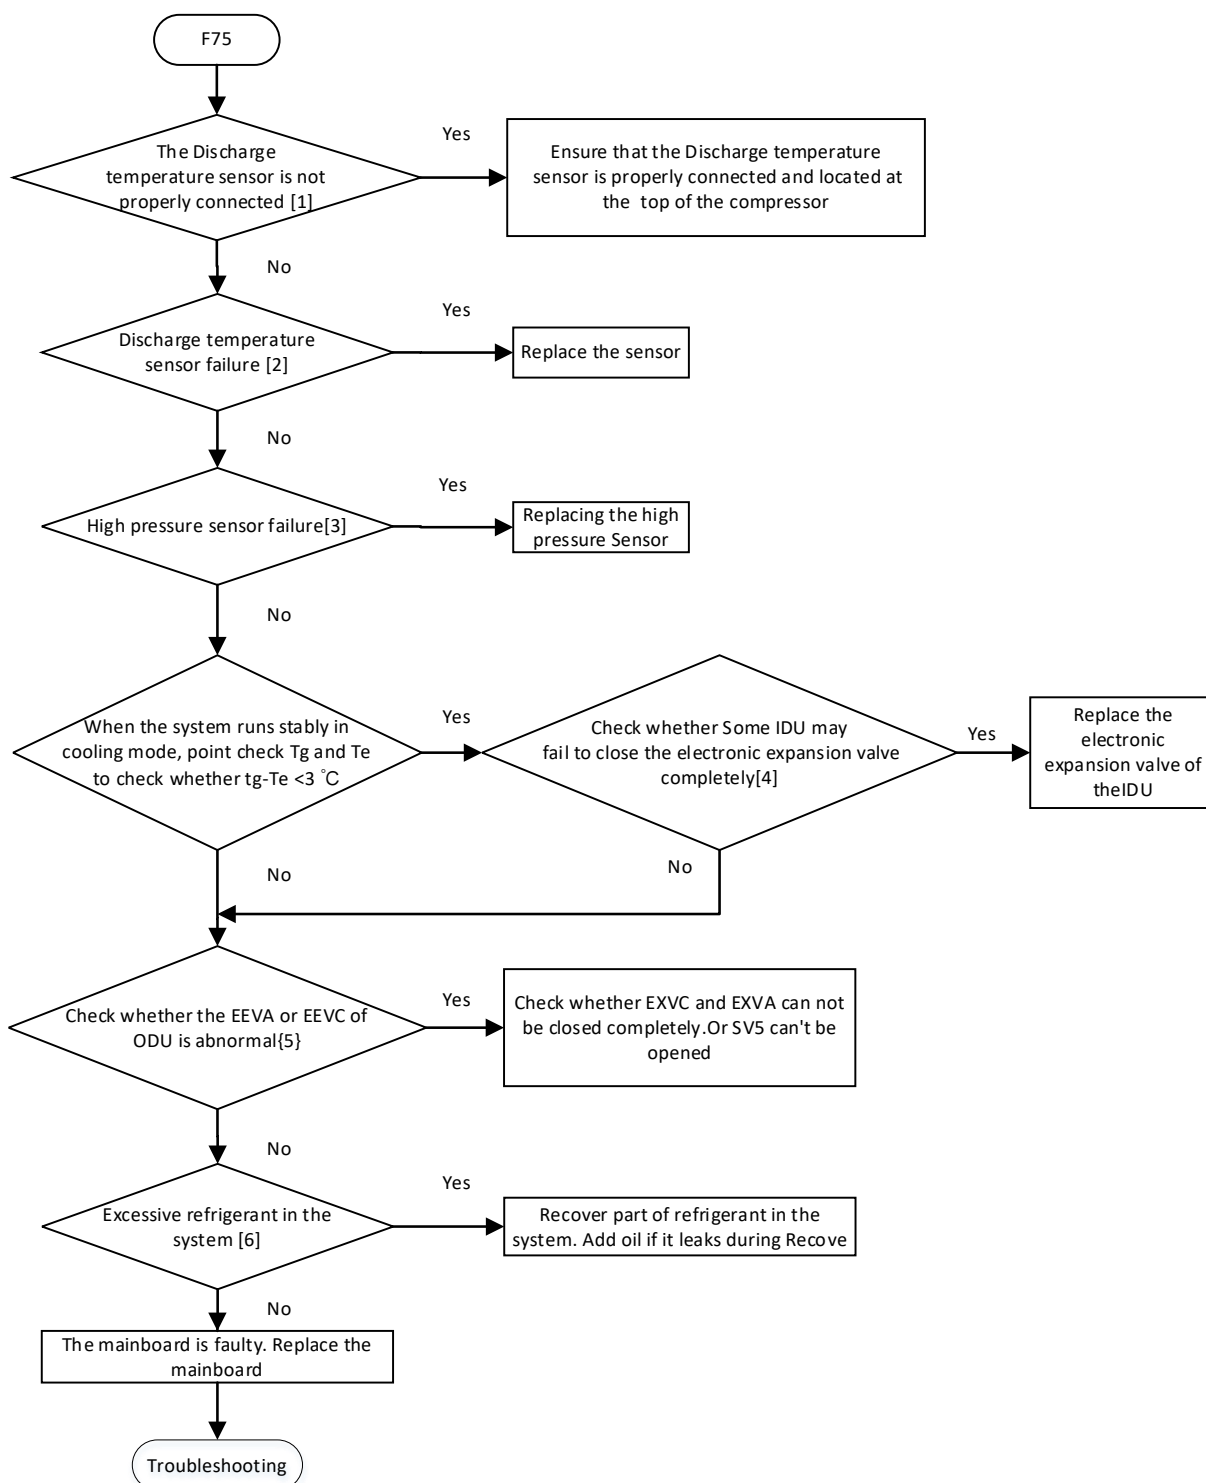 F75
Yes
The Discharge
temperature sensor is not
properly connected [1]
Ensure that the Discharge temperature
sensor is properly connected and located at
the top of the compressor
No
Yes
Discharge temperature
sensor failure [2]
Replace the sensor
No
Yes
High pressure sensor failure[3]
Replacing the high
pressure Sensor
No
When the system runs stably in
cooling mode, point check Tg and Te
to check whether tg-Te <3 ℃
Yes
Check whether Some IDU may
fail to close the electronic expansion valve
completely[4]
Yes
Replace the
electronic
expansion valve of
theIDU
No
No
Check whether the EEVA or EEVC of
ODU is abnormal{5}
Yes
Check whether EXVC and EXVA can not
be closed completely.Or SV5 can't be
opened
No
Yes
Excessive refrigerant in the
system [6]
Recover part of refrigerant in the
system. Add oil if it leaks during Recove
No
The mainboard is faulty. Replace the
mainboard
Troubleshooting